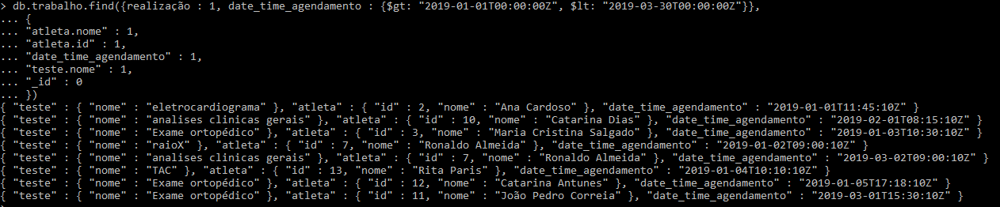 > db.trabalho.find({realização : 1, date_time_agendamento : {$gt: "2019-01-01T00:00:00Z", $lt: "2019-03-30T00:00:00Z"}},
... {
... "atleta.nome" : 1,
... "atleta.id" : 1,
... "date_time_agendamento" : 1,
... "teste.nome" : 1,
... "_id" : 0
... })
{ "teste" : { "nome" : "eletrocardiograma" }, "atleta" : { "id" : 2, "nome" : "Ana Cardoso" }, "date_time_agendamento" : "2019-01-01T11:45:10Z" }
{ "teste" : { "nome" : "analises clinicas gerais" }, "atleta" : { "id" : 10, "nome" : "Catarina Dias" }, "date_time_agendamento" : "2019-02-01T08:15:10Z" }
{ "teste" : { "nome" : "Exame ortopédico" }, "atleta" : { "id" : 3, "nome" : "Maria Cristina Salgado" }, "date_time_agendamento" : "2019-01-03T10:30:10Z" }
{ "teste" : { "nome" : "raioX" }, "atleta" : { "id" : 7, "nome" : "Ronaldo Almeida" }, "date_time_agendamento" : "2019-01-02T09:00:10Z" }
{ "teste" : { "nome" : "analises clinicas gerais" }, "atleta" : { "id" : 7, "nome" : "Ronaldo Almeida" }, "date_time_agendamento" : "2019-03-02T09:00:10Z" }
{ "teste" : { "nome" : "TAC" }, "atleta" : { "id" : 13, "nome" : "Rita Paris" }, "date_time_agendamento" : "2019-01-04T10:10:10Z" }
{ "teste" : { "nome" : "Exame ortopédico" }, "atleta" : { "id" : 12, "nome" : "Catarina Antunes" }, "date_time_agendamento" : "2019-01-05T17:18:10Z" }
{ "teste" : { "nome" : "Exame ortopédico" }, "atleta" : { "id" : 11, "nome" : "João Pedro Correia" }, "date_time_agendamento" : "2019-03-01T15:30:10Z" }